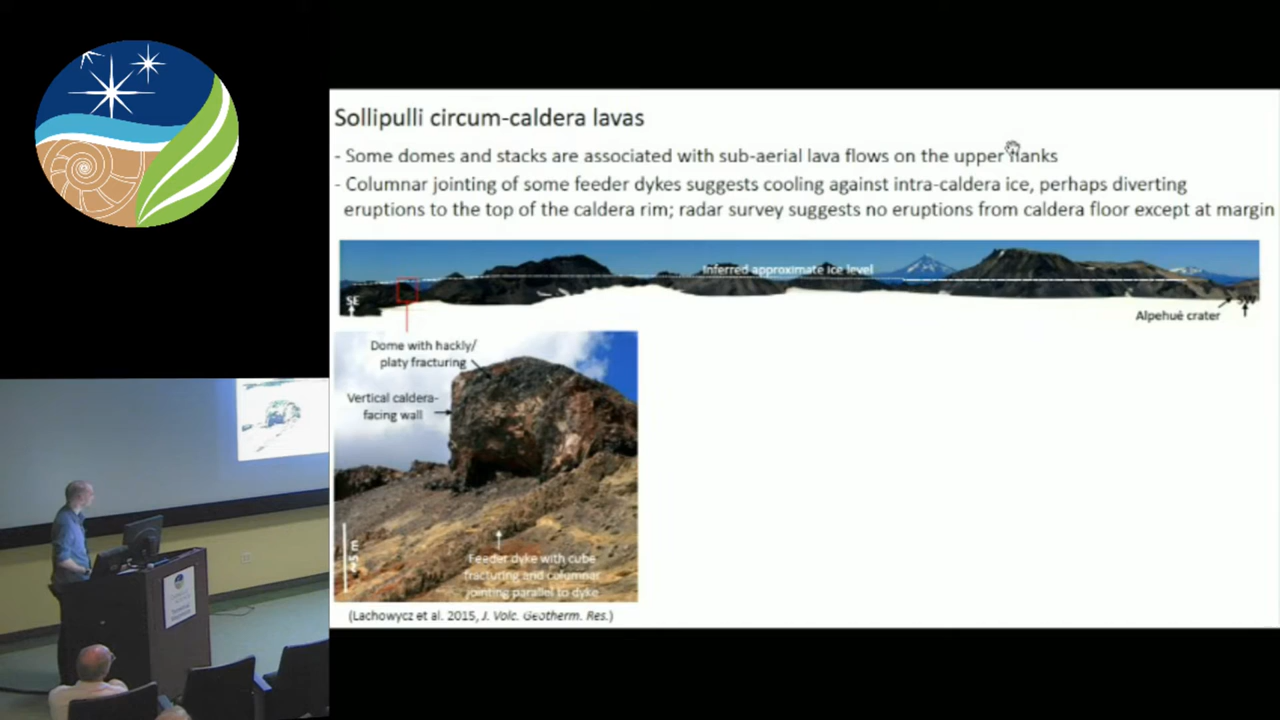 Sollipulli circum-caldera lavas
- Some domes and stacks are associated with sub-aerial lava flows on the upper flanks
- Columnar jointing of some feeder dykes suggests cooling against intra-caldera ice, perhaps diverting
eruptions to the top of the caldera rim; radar survey suggests no eruptions from caldera floor except at margin
Inferred approximate ice level
SE
SW
Alpehué crater
Dome with hackly/
platy fracturing
Vertical caldera-
facing wall
~5 m
Feeder dyke with cube
fracturing and columnar
jointing parallel to dyke
(Lachowycz et al. 2015, J. Volc. Geotherm. Res.)